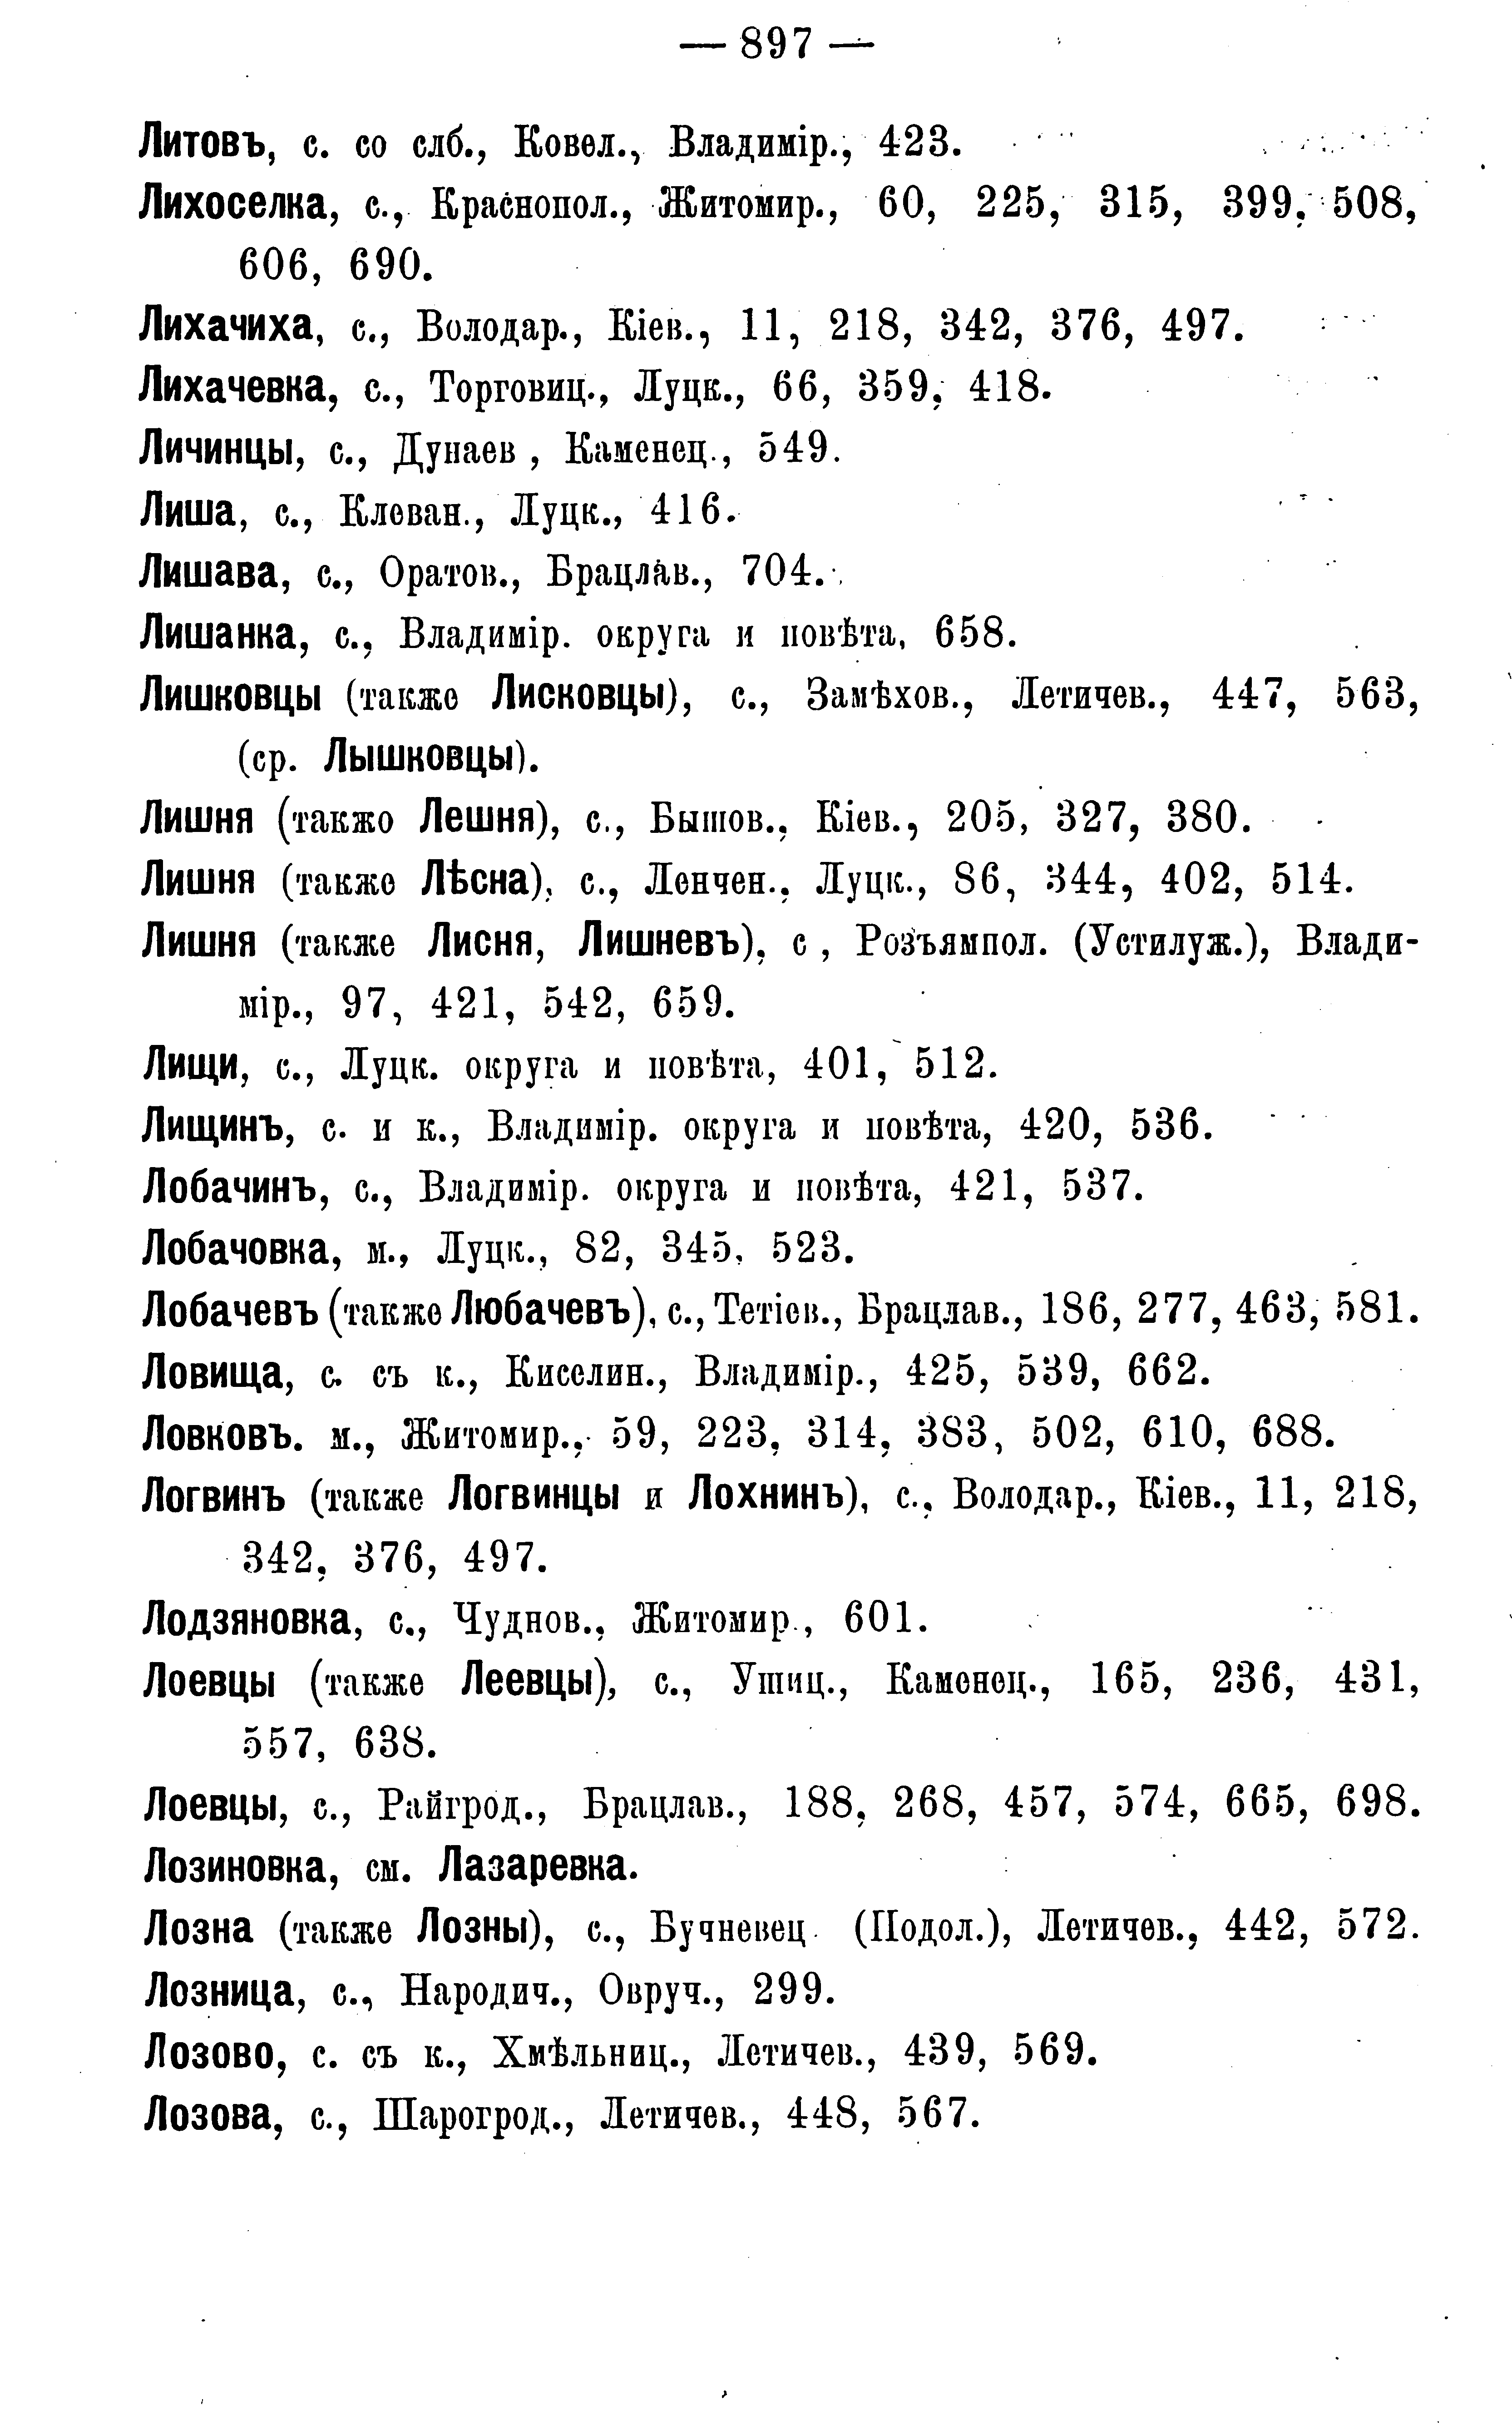 — 897 —
Литовъ, с. со слб., Ковел., Владимір., 423.
Лихоселка, с., Краснопол., Житомир., 60, 225, 315, 399, 508,
606, 690.
Лихачиха, с., Володар., Кіев., 11, 218, 342, 376, 497.
Лихачевка, с., Торговиц., Луцк., 66, 359, 418.
Личинцы, с., Дунаев , Каменец., 549.
Лиша, с., Клеван., Луцк., 416.
Лишава, с., Оратов., Брацлав., 704.
Лишанка, с., Владимір. округа и повѣта, 658.
Лишковцы (также Лисковцы), с., Замѣхов., Летичев., 447, 563,
(ср. Лышковцы).
Лишня (также Лешня), с., Бышов., Кіев., 205, 327, 380.
Лишня (также Лѣсна), с., Ленчен., Луцк., 86, 344, 402, 514.
Лишня (также Лисня, Лишневъ), с , Розъямпол. (Устилуж.), Влади-
мір., 97, 421, 542, 659.
Лищи, с., Луцк. округа и повѣта, 401, 512.
Лищинъ, с. и к., Владимір. округа и повѣта, 420, 536.
Лобачинъ, с., Владимір. округа и повѣта, 421, 537.
Лобачовка, м., Луцк., 82, 345, 523.
Лобачевъ (также Любачевъ), с., Тетіев., Брацлав., 186, 277, 463, 581.
Ловища, с. съ к., Киселин., Владимір., 425, 539, 662.
Ловковъ. м., Житомир., 59, 223, 314, 383, 502, 610, 688.
Логвинъ (также Логвинцы и Лохнинъ), с., Володар., Кіев., 11, 218,
342, 376, 497.
Лодзяновка, с., Чуднов., Житомир., 601.
Лоевцы (также Леевцы), с., Ушиц., Каменец., 165, 236, 431,
557, 638.
Лоевцы, с., Райгрод., Брацлав., 188, 268, 457, 574, 665, 698.
Лозиновка, см. Лазаревка.
Лозна (также Лозны), с., Бучневец. (Подол.), Летичев., 442, 572.
Лозница, с., Народич., Овруч., 299.
Лозово, с. съ к., Хмѣльниц., Летичев., 439, 569.
Лозова, с., Шарогрод., Летичев., 448, 567.